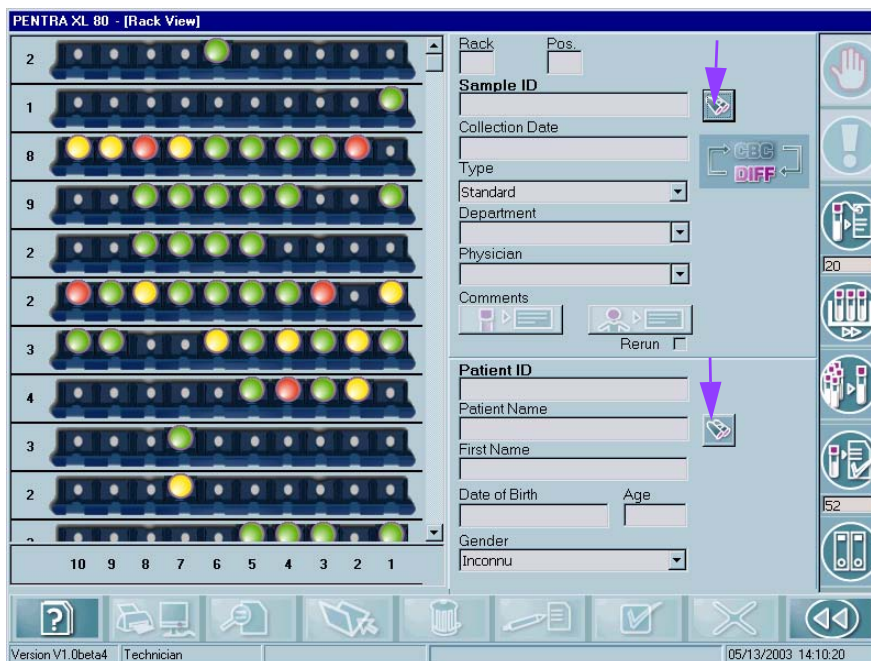 PENTRA XL 80 - [Rack View]
2
1
8
9
2
2
3
4
3
2
10 9 8 7 6 5 4 3 2 1
Rack Pos.
Sample ID
Collection Date
Type
Standard
Department
Physician
Comments
Rerun
CBC
DIFF
Patient ID
Patient Name
First Name
Date of Birth Age
Gender
Inconnu
20
52
?
Version V1.0beta4 Technician 05/13/2003 14:10:20